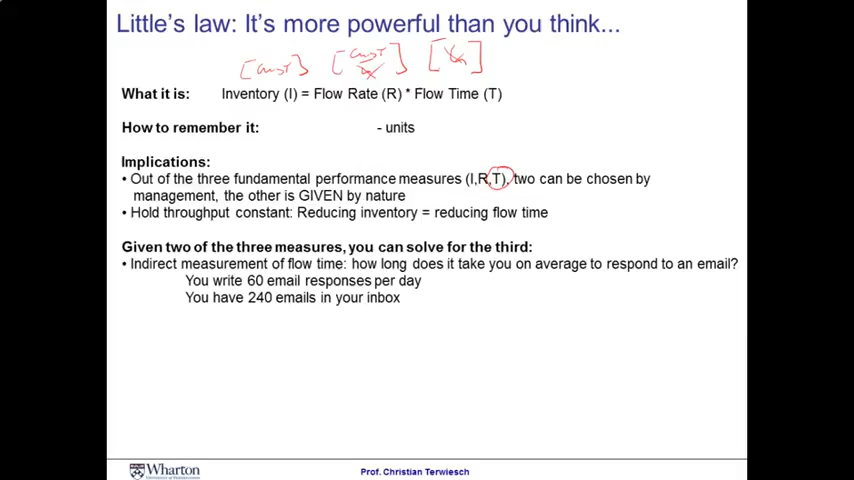 Little's law: It's more powerful than you think...
[cust] [cust
What it is: Inventory (I) = Flow Rate (R) * Flow Time (T)
How to remember it: - units
Implications:
• Out of the three fundamental performance measures (I,R,T), two can be chosen by
management, the other is GIVEN by nature
• Hold throughput constant: Reducing inventory = reducing flow time
Given two of the three measures, you can solve for the third:
• Indirect measurement of flow time: how long does it take you on average to respond to an email?
You write 60 email responses per day
You have 240 emails in your inbox
Wharton
Prof. Christian Terwiesch